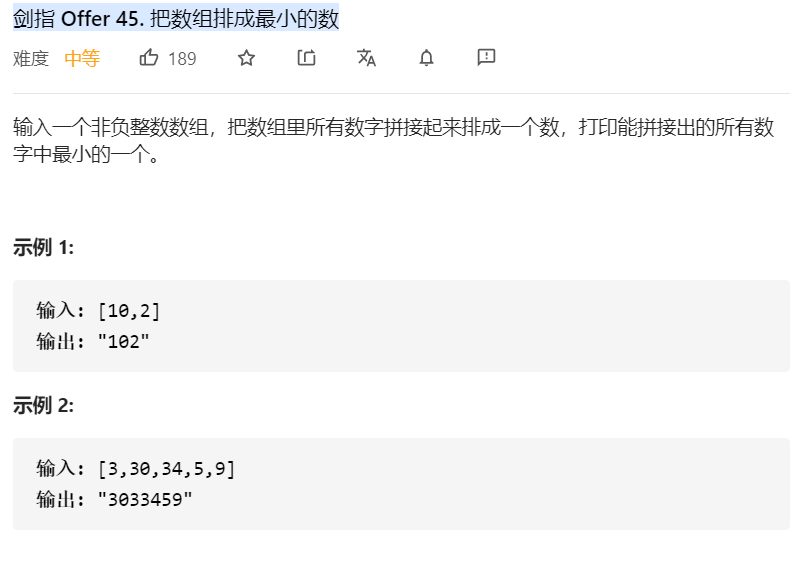 剑指 Offer 45. 把数组排成最小的数
难度 中等 189
输入一个非负整数数组，把数组里所有数字拼接起来排成一个数，打印能拼接出的所有数
字中最小的一个。
示例 1:
输入: [10,2]
输出: "102"
示例 2:
输入: [3,30,34,5,9]
输出: "3033459"